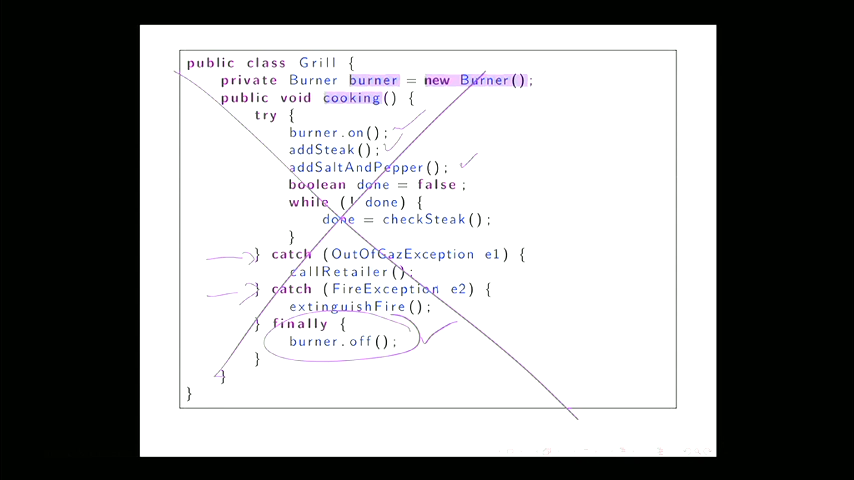 public class Grill {
private Burner burner = new Burner();
public void cooking() {
try {
burner.on();
addSteak();
addSaltAndPepper();
boolean done = false;
while (! done) {
done = checkSteak();
}
} catch (OutOfGazException e1) {
callRetailer();
} catch (FireException e2) {
extinguishFire();
} finally {
burner.off();
}
}
}